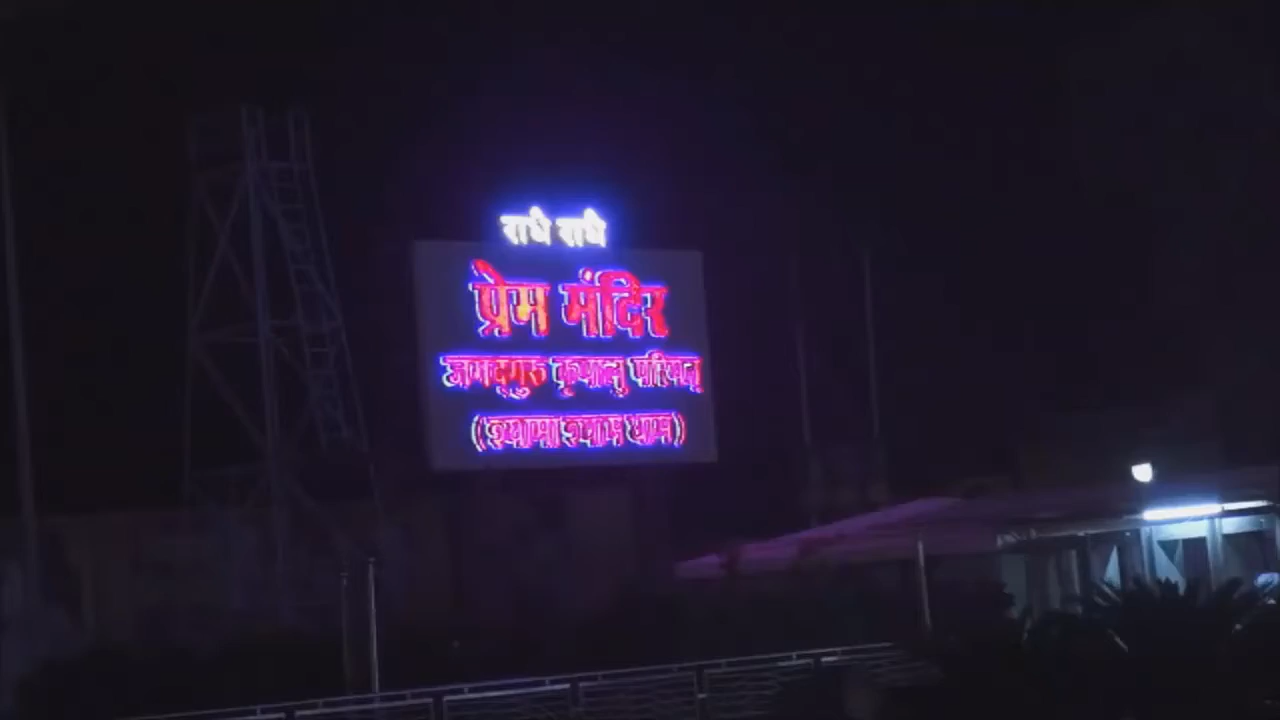 राधे राधे
प्रेम मंदिर
जगद्गुरु कृपालु परिषत्
(श्यामा श्याम धाम)